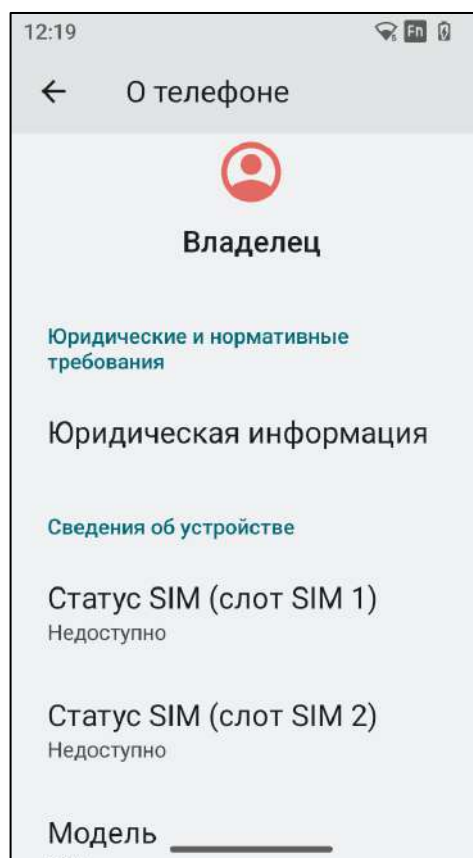 12:19
Fn
О телефоне
Владелец
Юридические и нормативные
требования
Юридическая информация
Сведения об устройстве
Статус SIM (слот SIM 1)
Недоступно
Статус SIM (слот SIM 2)
Недоступно
Модель